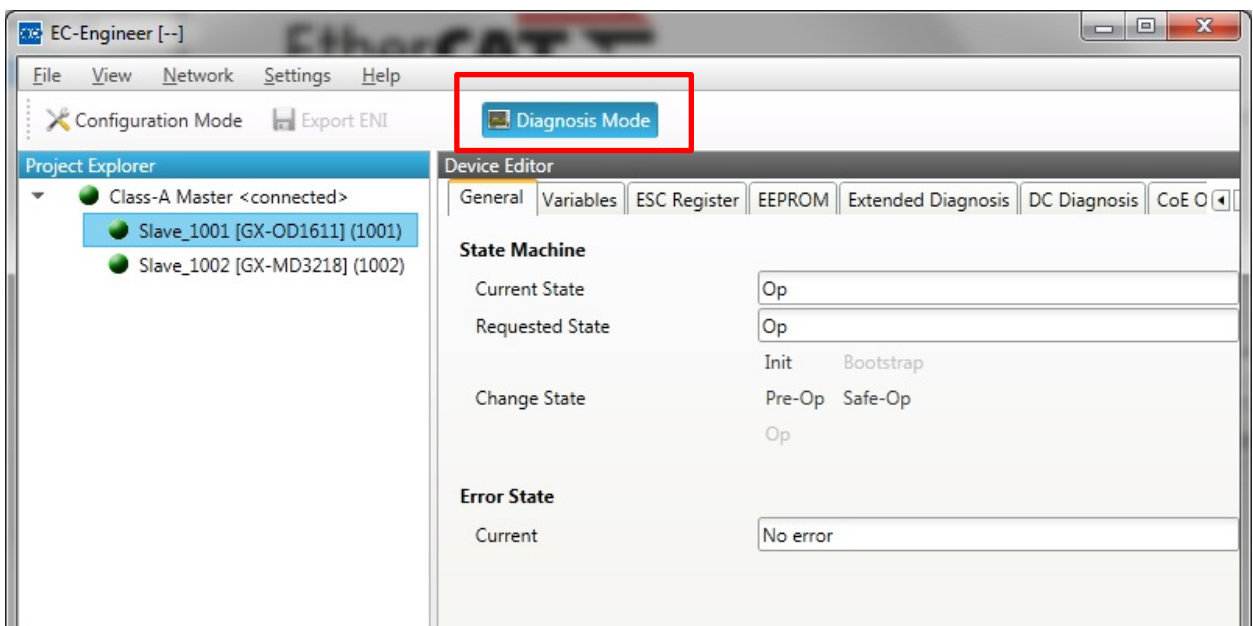 EC-Engineer [--]
EtherCAT
File View Network Settings Help
Configuration Mode Export ENI Diagnosis Mode
Project Explorer
Class-A Master <connected>
Slave_1001 [GX-OD1611] (1001)
Slave_1002 [GX-MD3218] (1002)
Device Editor
General Variables ESC Register EEPROM Extended Diagnosis DC Diagnosis CoE O
State Machine
Current State Op
Requested State Op
Init Bootstrap
Change State Pre-Op Safe-Op
Op
Error State
Current No error